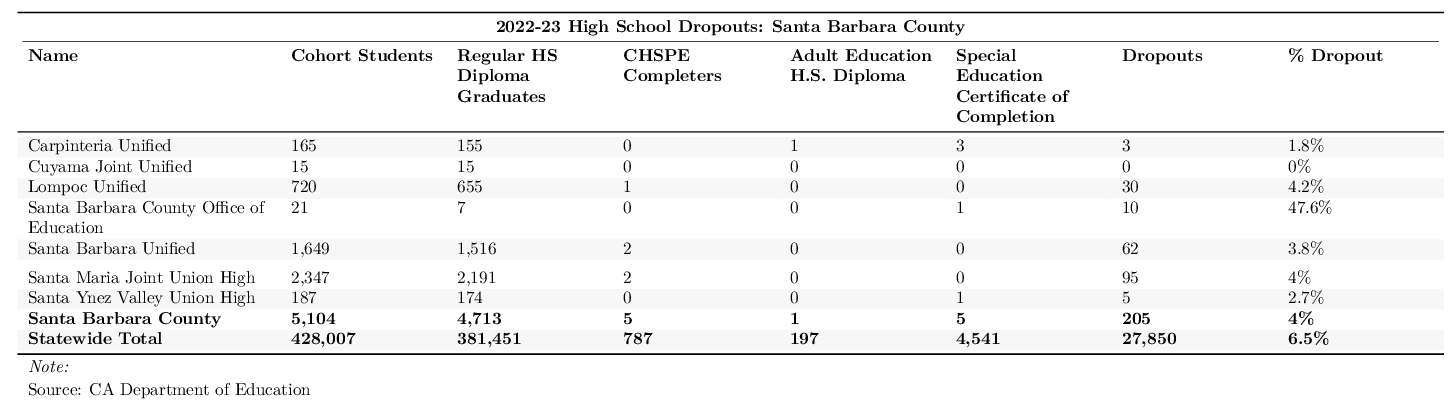 2022-23 High School Dropouts: Santa Barbara County
Name Cohort Students Regular HS Diploma Graduates CHSPE Completers Adult Education H.S. Diploma Special Education Certificate of Completion Dropouts % Dropout
Carpinteria Unified 165 155 0 1 3 3 1.8%
Cuyama Joint Unified 15 15 0 0 0 0 0%
Lompoc Unified 720 655 1 0 0 30 4.2%
Santa Barbara County Office of Education 21 7 0 0 1 10 47.6%
Santa Barbara Unified 1,649 1,516 2 0 0 62 3.8%
Santa Maria Joint Union High 2,347 2,191 2 0 0 95 4%
Santa Ynez Valley Union High 187 174 0 0 1 5 2.7%
Santa Barbara County 5,104 4,713 5 1 5 205 4%
Statewide Total 428,007 381,451 787 197 4,541 27,850 6.5%
Note:
Source: CA Department of Education